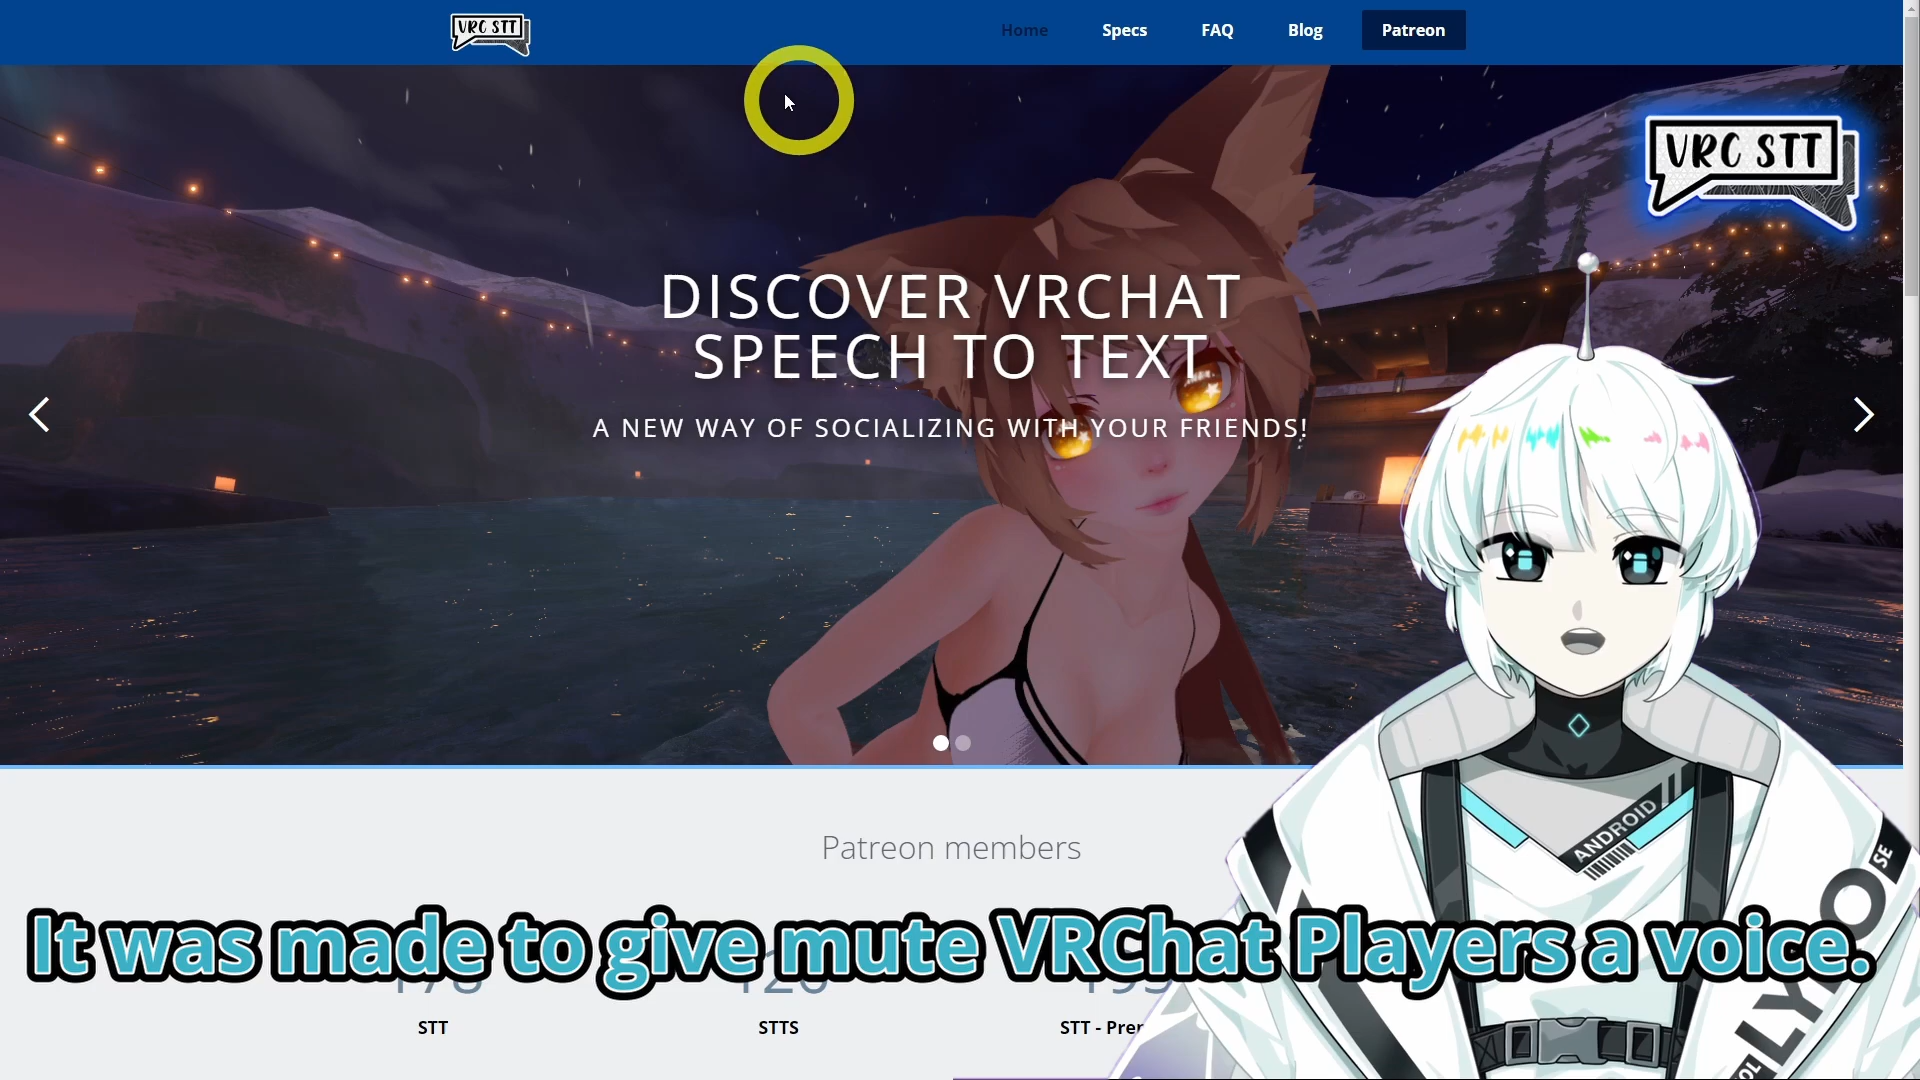 VRC STT
Home
Specs
FAQ
Blog
Patreon
VRC STT
DISCOVER VRCHAT
SPEECH TO TEXT
A NEW WAY OF SOCIALIZING WITH YOUR FRIENDS!
ANDROID
Patreon members
It was made to give mute VRChat Players a voice.
STT
STTS
STT - Prem